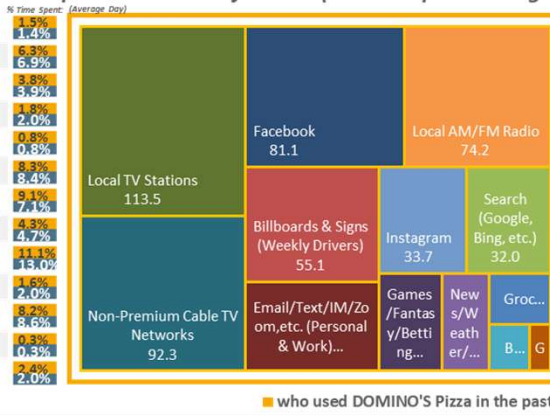 % Time Spent: (Average Day)
1.5%
1.4%
6.3%
6.9%
3.8%
3.9%
1.8%
2.0%
0.8%
0.8%
8.3%
8.4%
9.1%
7.1%
4.3%
4.7%
11.1%
13.0%
1.6%
2.0%
8.2%
8.6%
0.3%
0.3%
2.4%
2.0%
Local TV Stations
113.5
Non-Premium Cable TV
Networks
92.3
Facebook
81.1
Local AM/FM Radio
74.2
Billboards & Signs
(Weekly Drivers)
55.1
Instagram
33.7
Search
(Google,
Bing, etc.)
32.0
Email/Text/IM/Zo
om,etc. (Personal
& Work)...
Games
/Fantas
y/Betti
ng...
New
s/W
eath
er/...
Groc...
B...
G
who used DOMINO'S Pizza in the past